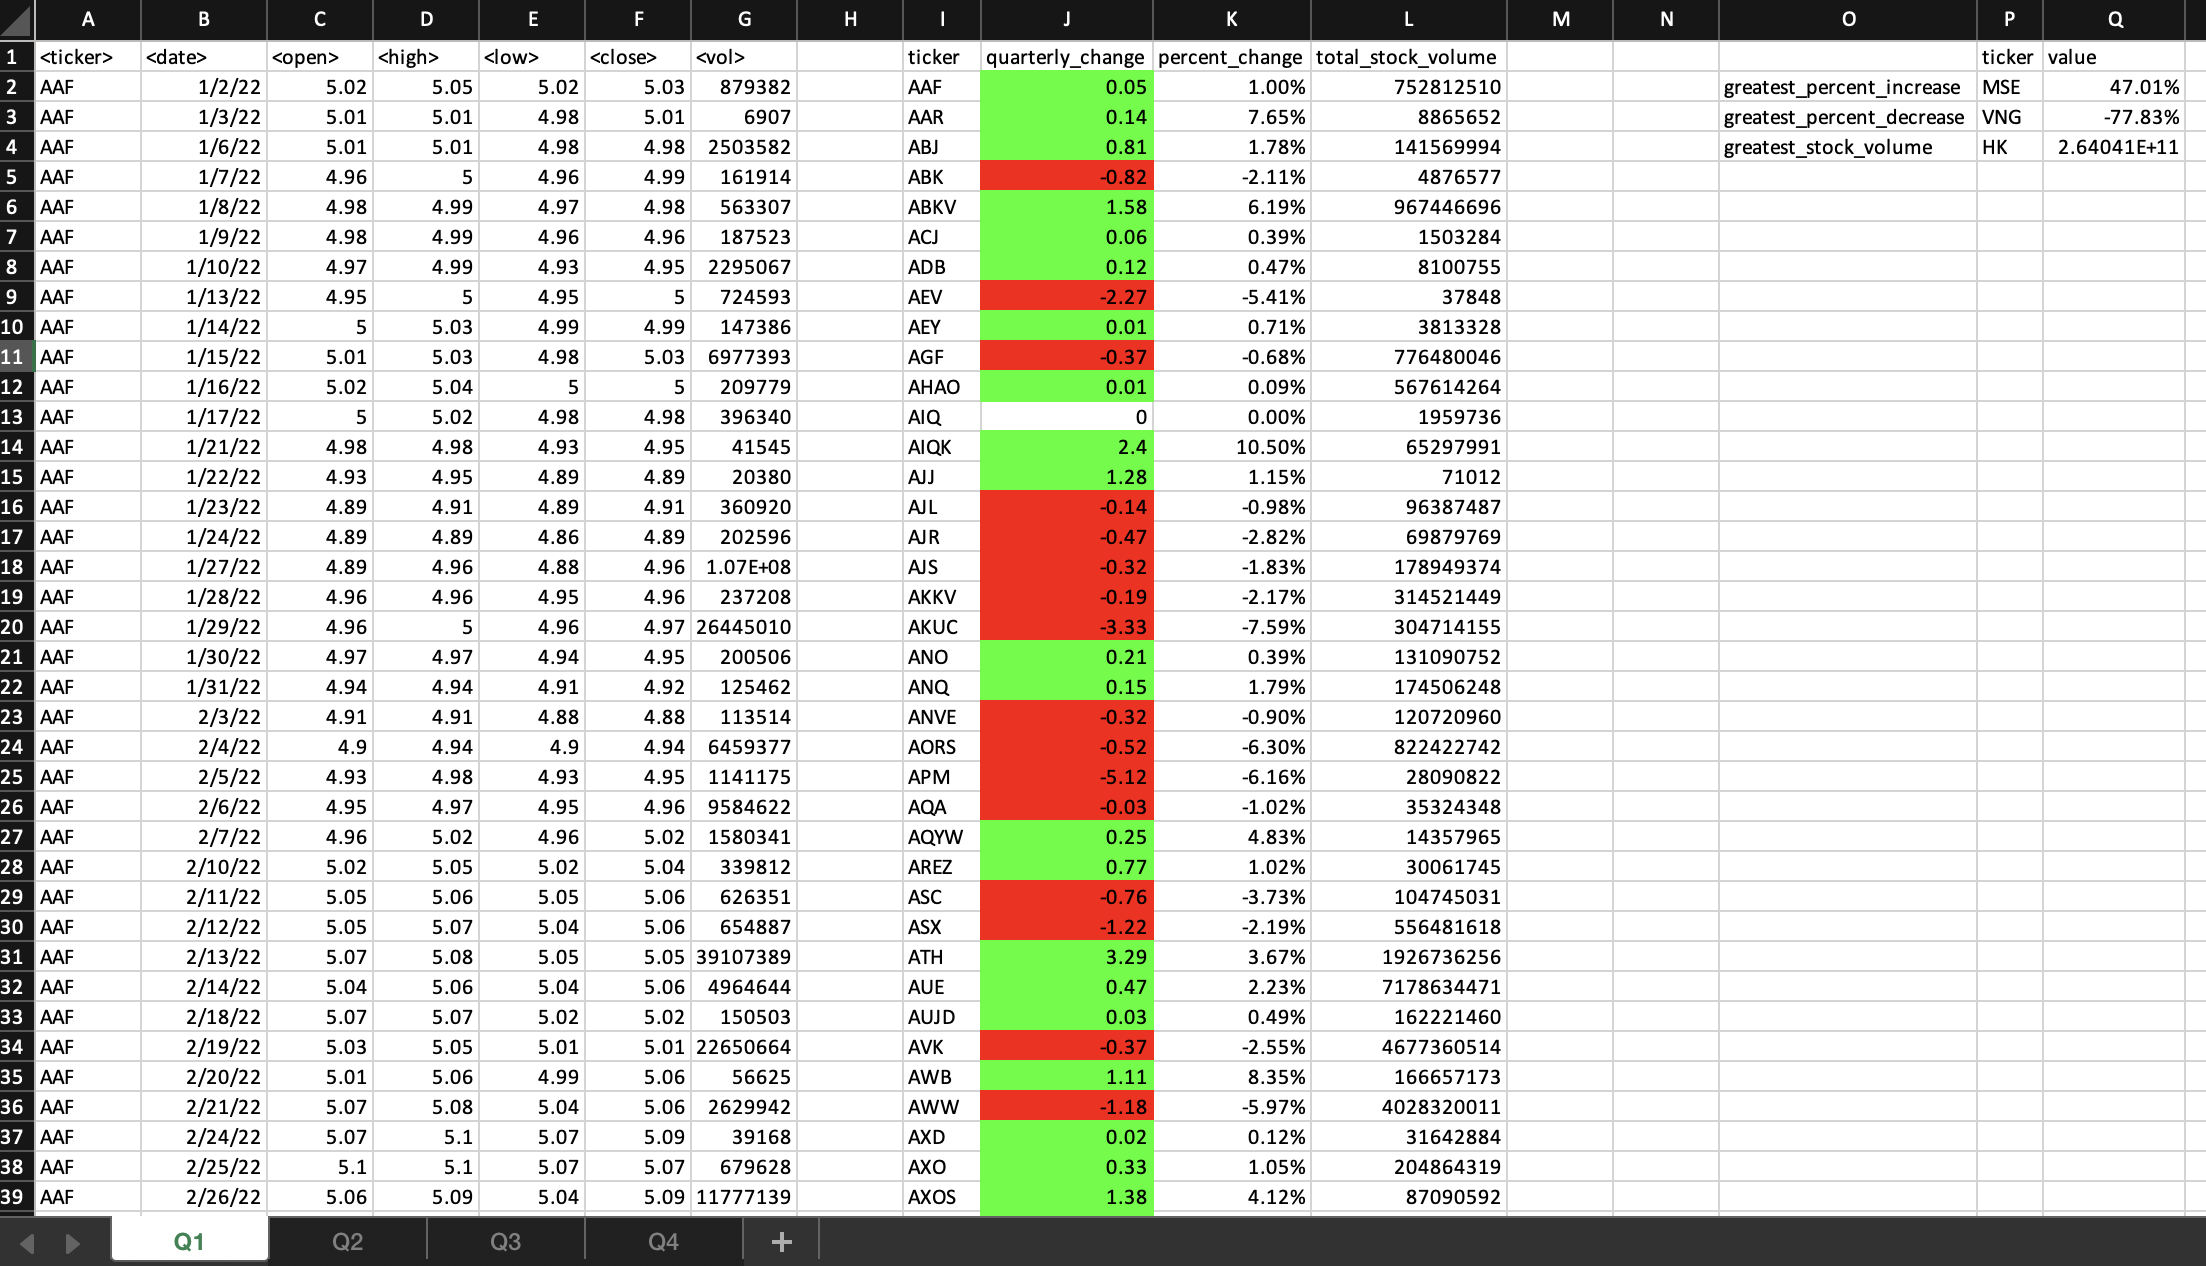 A B C D E F G H I J K L M N O P Q
1 <ticker> <date> <open> <high> <low> <close> <vol> ticker quarterly_change percent_change total_stock_volume ticker value
2 AAF 1/2/22 5.02 5.05 5.02 5.03 879382 AAF 0.05 1.00% 752812510 greatest_percent_increase MSE 47.01%
3 AAF 1/3/22 5.01 5.01 4.98 5.01 6907 AAR 0.14 7.65% 8865652 greatest_percent_decrease VNG -77.83%
4 AAF 1/6/22 5.01 5.01 4.98 4.98 2503582 ABJ 0.81 1.78% 141569994 greatest_stock_volume HK 2.64041E+11
5 AAF 1/7/22 4.96 5 4.96 4.99 161914 ABK -0.82 -2.11% 4876577
6 AAF 1/8/22 4.98 4.99 4.97 4.98 563307 ABKV 1.58 6.19% 967446696
7 AAF 1/9/22 4.98 4.99 4.96 4.96 187523 ACJ 0.06 0.39% 1503284
8 AAF 1/10/22 4.97 4.99 4.93 4.95 2295067 ADB 0.12 0.47% 8100755
9 AAF 1/13/22 4.95 5 4.95 5 724593 AEV -2.27 -5.41% 37848
10 AAF 1/14/22 5 5.03 4.99 4.99 147386 AEY 0.01 0.71% 3813328
11 AAF 1/15/22 5.01 5.03 4.98 5.03 6977393 AGF -0.37 -0.68% 776480046
12 AAF 1/16/22 5.02 5.04 5 5 209779 AHAO 0.01 0.09% 567614264
13 AAF 1/17/22 5 5.02 4.98 4.98 396340 AIQ 0 0.00% 1959736
14 AAF 1/21/22 4.98 4.98 4.93 4.95 41545 AIQK 2.4 10.50% 65297991
15 AAF 1/22/22 4.93 4.95 4.89 4.89 20380 AJJ 1.28 1.15% 71012
16 AAF 1/23/22 4.89 4.91 4.89 4.91 360920 AJL -0.14 -0.98% 96387487
17 AAF 1/24/22 4.89 4.89 4.86 4.89 202596 AJR -0.47 -2.82% 69879769
18 AAF 1/27/22 4.89 4.96 4.88 4.96 1.07E+08 AJS -0.32 -1.83% 178949374
19 AAF 1/28/22 4.96 4.96 4.95 4.96 237208 AKKV -0.19 -2.17% 314521449
20 AAF 1/29/22 4.96 5 4.96 4.97 26445010 AKUC -3.33 -7.59% 304714155
21 AAF 1/30/22 4.97 4.97 4.94 4.95 200506 ANO 0.21 0.39% 131090752
22 AAF 1/31/22 4.94 4.94 4.91 4.92 125462 ANQ 0.15 1.79% 174506248
23 AAF 2/3/22 4.91 4.91 4.88 4.88 113514 ANVE -0.32 -0.90% 120720960
24 AAF 2/4/22 4.9 4.94 4.9 4.94 6459377 AORS -0.52 -6.30% 822422742
25 AAF 2/5/22 4.93 4.98 4.93 4.95 1141175 APM -5.12 -6.16% 28090822
26 AAF 2/6/22 4.95 4.97 4.95 4.96 9584622 AQA -0.03 -1.02% 35324348
27 AAF 2/7/22 4.96 5.02 4.96 5.02 1580341 AQYW 0.25 4.83% 14357965
28 AAF 2/10/22 5.02 5.05 5.02 5.04 339812 AREZ 0.77 1.02% 30061745
29 AAF 2/11/22 5.05 5.06 5.05 5.06 626351 ASC -0.76 -3.73% 104745031
30 AAF 2/12/22 5.05 5.07 5.04 5.06 654887 ASX -1.22 -2.19% 556481618
31 AAF 2/13/22 5.07 5.08 5.05 5.05 39107389 ATH 3.29 3.67% 1926736256
32 AAF 2/14/22 5.04 5.06 5.04 5.06 4964644 AUE 0.47 2.23% 7178634471
33 AAF 2/18/22 5.07 5.07 5.02 5.02 150503 AUJD 0.03 0.49% 162221460
34 AAF 2/19/22 5.03 5.05 5.01 5.01 22650664 AVK -0.37 -2.55% 4677360514
35 AAF 2/20/22 5.01 5.06 4.99 5.06 56625 AWB 1.11 8.35% 166657173
36 AAF 2/21/22 5.07 5.08 5.04 5.06 2629942 AWW -1.18 -5.97% 4028320011
37 AAF 2/24/22 5.07 5.1 5.07 5.09 39168 AXD 0.02 0.12% 31642884
38 AAF 2/25/22 5.1 5.1 5.07 5.07 679628 AXO 0.33 1.05% 204864319
39 AAF 2/26/22 5.06 5.09 5.04 5.09 11777139 AXOS 1.38 4.12% 87090592
Q1 Q2 Q3 Q4 +